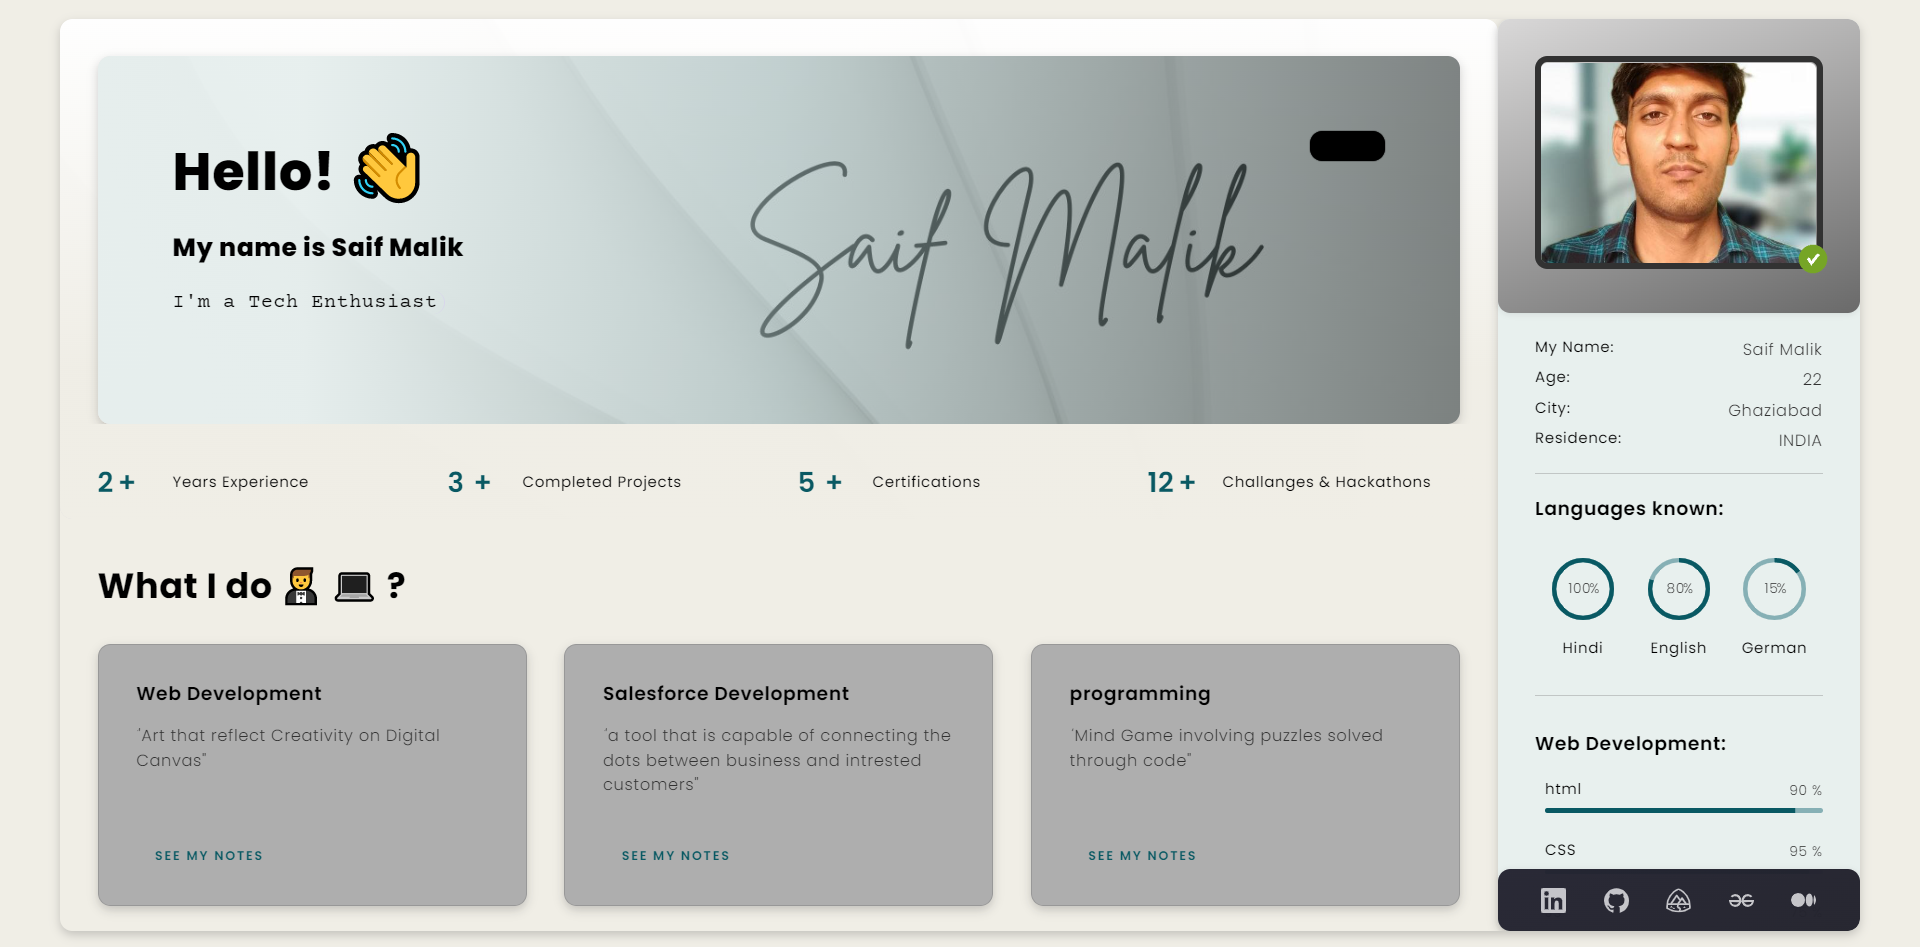 Hello! 👋
My name is Saif Malik
I'm a Tech Enthusiast
Saif Malik
2 + Years Experience
3 + Completed Projects
5 + Certifications
12 + Challanges & Hackathons
What I do 🤵 💻 ?
Web Development
'Art that reflect Creativity on Digital
Canvas"
SEE MY NOTES
Salesforce Development
'a tool that is capable of connecting the
dots between business and intrested
customers"
SEE MY NOTES
programming
'Mind Game involving puzzles solved
through code"
SEE MY NOTES
My Name: Saif Malik
Age: 22
City: Ghaziabad
Residence: INDIA
Languages known:
100% 80% 15%
Hindi English German
Web Development:
html 90 %
CSS 95 %
in